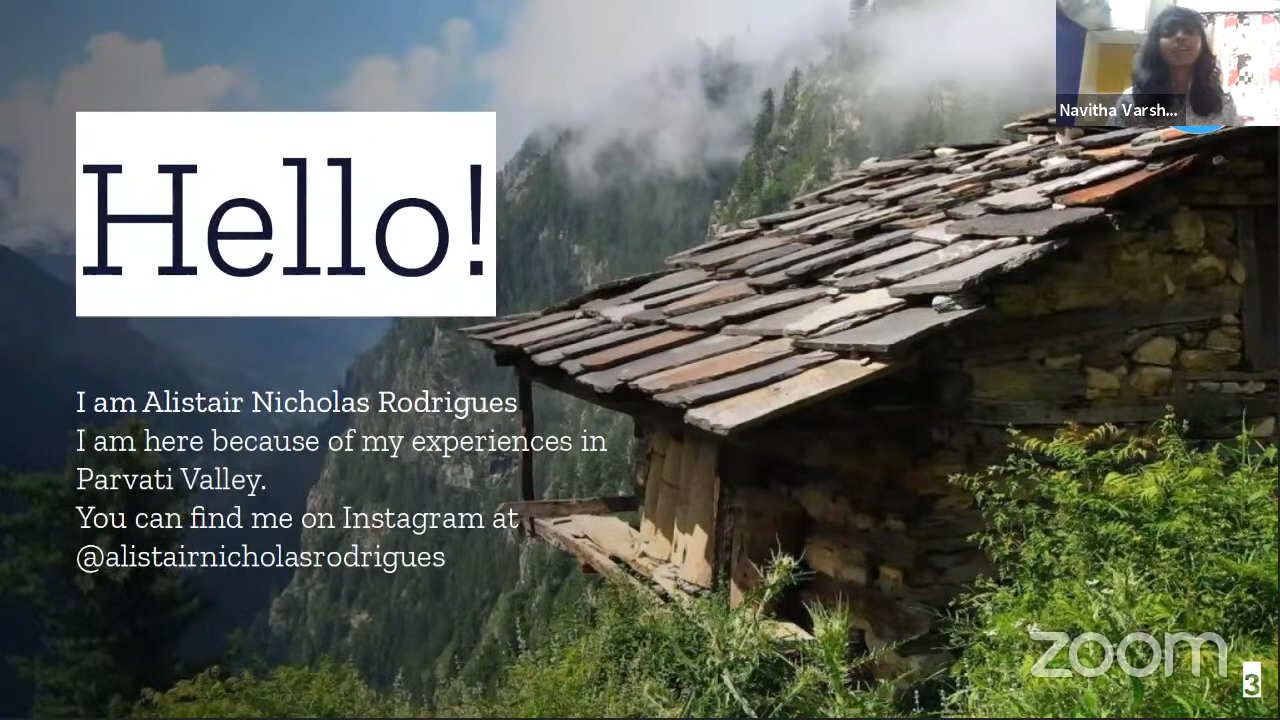 Navitha Varsh...
Hello!
I am Alistair Nicholas Rodrigues
I am here because of my experiences in
Parvati Valley.
You can find me on Instagram at
@alistairnicholasrodrigues
zoom
3